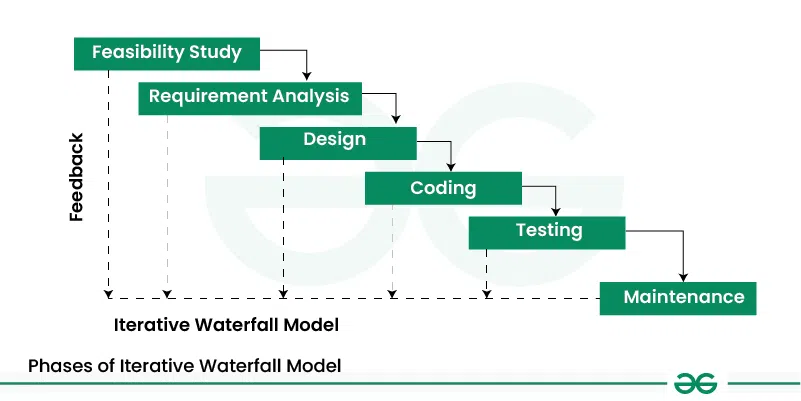 Feasibility Study
Requirement Analysis
Design
Coding
Testing
Maintenance
Feedback
Iterative Waterfall Model
Phases of Iterative Waterfall Model